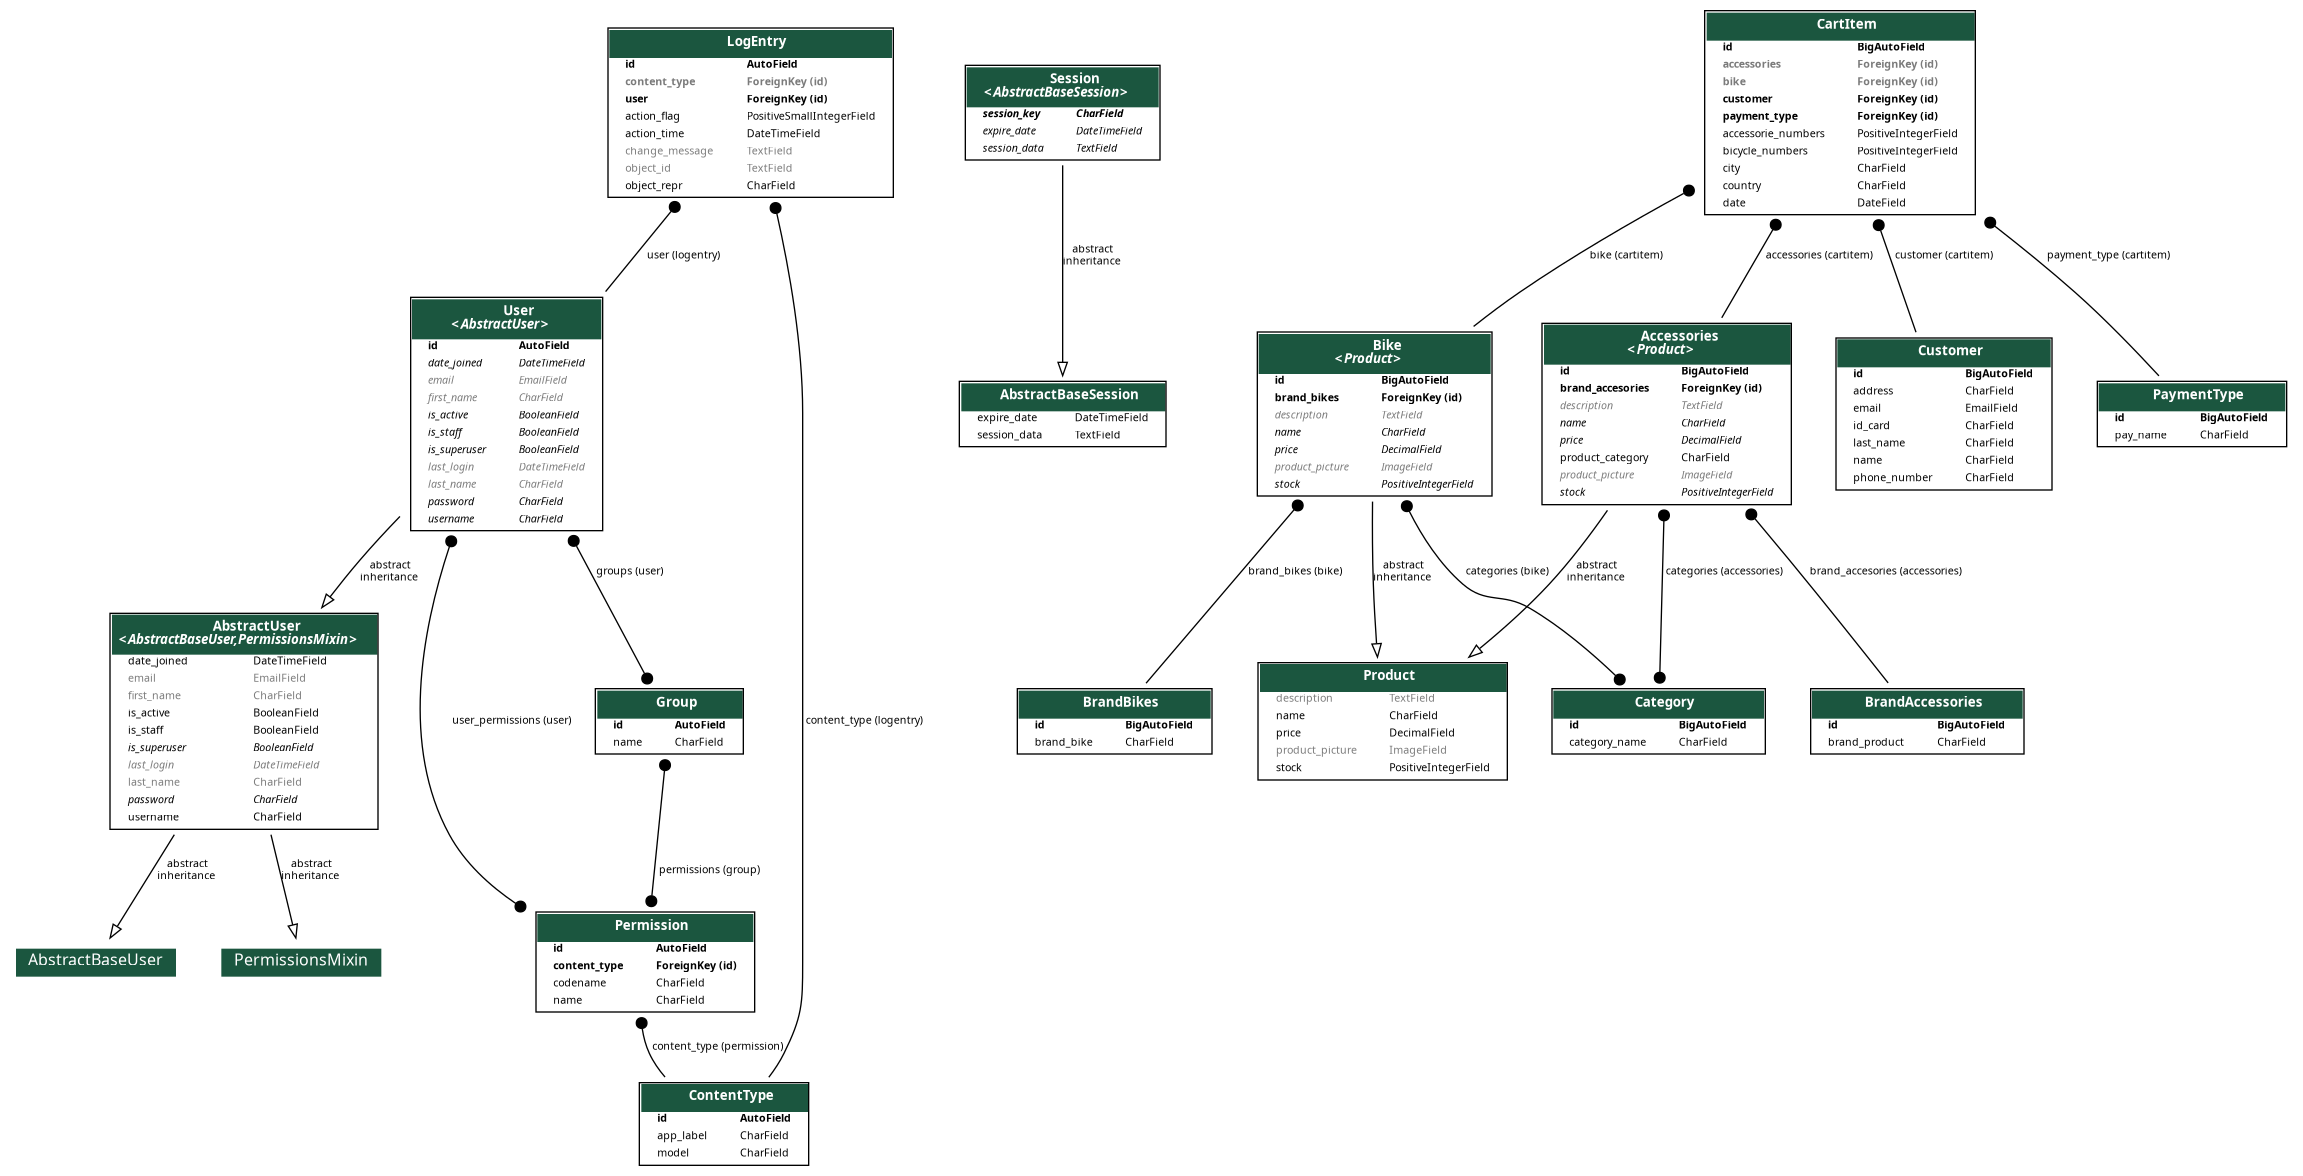 LogEntry
id AutoField
content_type ForeignKey (id)
user ForeignKey (id)
action_flag PositiveSmallIntegerField
action_time DateTimeField
change_message TextField
object_id TextField
object_repr CharField
Session
<AbstractBaseSession>
session_key CharField
expire_date DateTimeField
session_data TextField
CartItem
id BigAutoField
accessories ForeignKey (id)
bike ForeignKey (id)
customer ForeignKey (id)
payment_type ForeignKey (id)
accessorie_numbers PositiveIntegerField
bicycle_numbers PositiveIntegerField
city CharField
country CharField
date DateField
user (logentry)
abstract
inheritance
bike (cartitem)
accessories (cartitem)
customer (cartitem)
payment_type (cartitem)
User
<AbstractUser>
id AutoField
date_joined DateTimeField
email EmailField
first_name CharField
is_active BooleanField
is_staff BooleanField
is_superuser BooleanField
last_login DateTimeField
last_name CharField
password CharField
username CharField
AbstractBaseSession
expire_date DateTimeField
session_data TextField
Bike
<Product>
id BigAutoField
brand_bikes ForeignKey (id)
description TextField
name CharField
price DecimalField
product_picture ImageField
stock PositiveIntegerField
Accessories
<Product>
id BigAutoField
brand_accesories ForeignKey (id)
description TextField
name CharField
price DecimalField
product_category CharField
product_picture ImageField
stock PositiveIntegerField
Customer
id BigAutoField
address CharField
email EmailField
id_card CharField
last_name CharField
name CharField
phone_number CharField
PaymentType
id BigAutoField
pay_name CharField
abstract
inheritance
groups (user)
brand_bikes (bike)
abstract
inheritance
categories (bike)
abstract
inheritance
categories (accessories)
brand_accesories (accessories)
AbstractUser
<AbstractBaseUser,PermissionsMixin>
date_joined DateTimeField
email EmailField
first_name CharField
is_active BooleanField
is_staff BooleanField
is_superuser BooleanField
last_login DateTimeField
last_name CharField
password CharField
username CharField
user_permissions (user)
Group
id AutoField
name CharField
content_type (logentry)
BrandBikes
id BigAutoField
brand_bike CharField
Product
description TextField
name CharField
price DecimalField
product_picture ImageField
stock PositiveIntegerField
Category
id BigAutoField
category_name CharField
BrandAccessories
id BigAutoField
brand_product CharField
abstract
inheritance
abstract
inheritance
permissions (group)
AbstractBaseUser
PermissionsMixin
Permission
id AutoField
content_type ForeignKey (id)
codename CharField
name CharField
content_type (permission)
ContentType
id AutoField
app_label CharField
model CharField